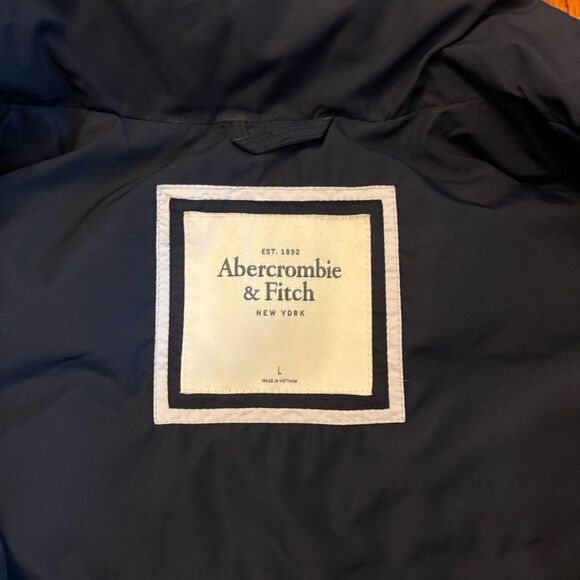 EST. 1892
Abercrombie
& Fitch
NEW YORK
L
MADE IN VIETNAM